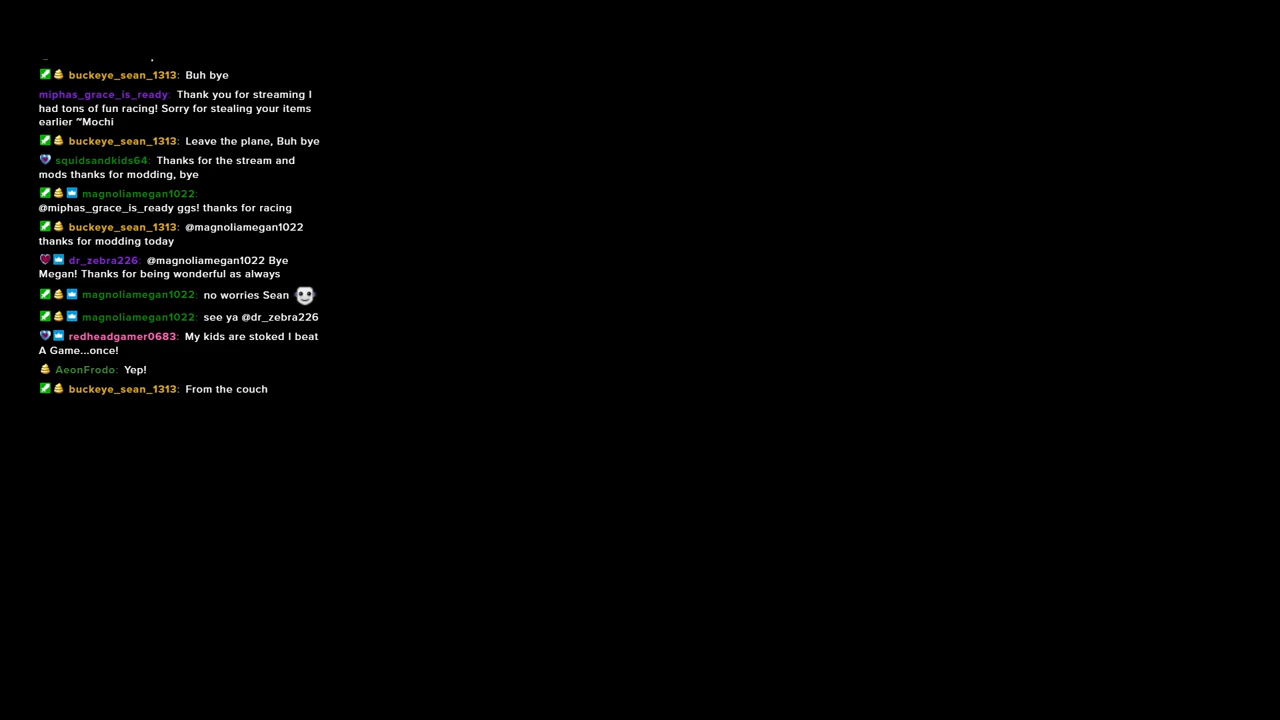 buckeye_sean_1313: Buh bye
miphas_grace_is_ready: Thank you for streaming I
had tons of fun racing! Sorry for stealing your items
earlier ~Mochi
buckeye_sean_1313: Leave the plane, Buh bye
squidsandkids64: Thanks for the stream and
mods thanks for modding, bye
magnoliamegan1022:
@miphas_grace_is_ready ggs! thanks for racing
buckeye_sean_1313: @magnoliamegan1022
thanks for modding today
dr_zebra226: @magnoliamegan1022 Bye
Megan! Thanks for being wonderful as always
magnoliamegan1022: no worries Sean
magnoliamegan1022: see ya @dr_zebra226
redheadgamer0683: My kids are stoked I beat
A Game...once!
AeonFrodo: Yep!
buckeye_sean_1313: From the couch